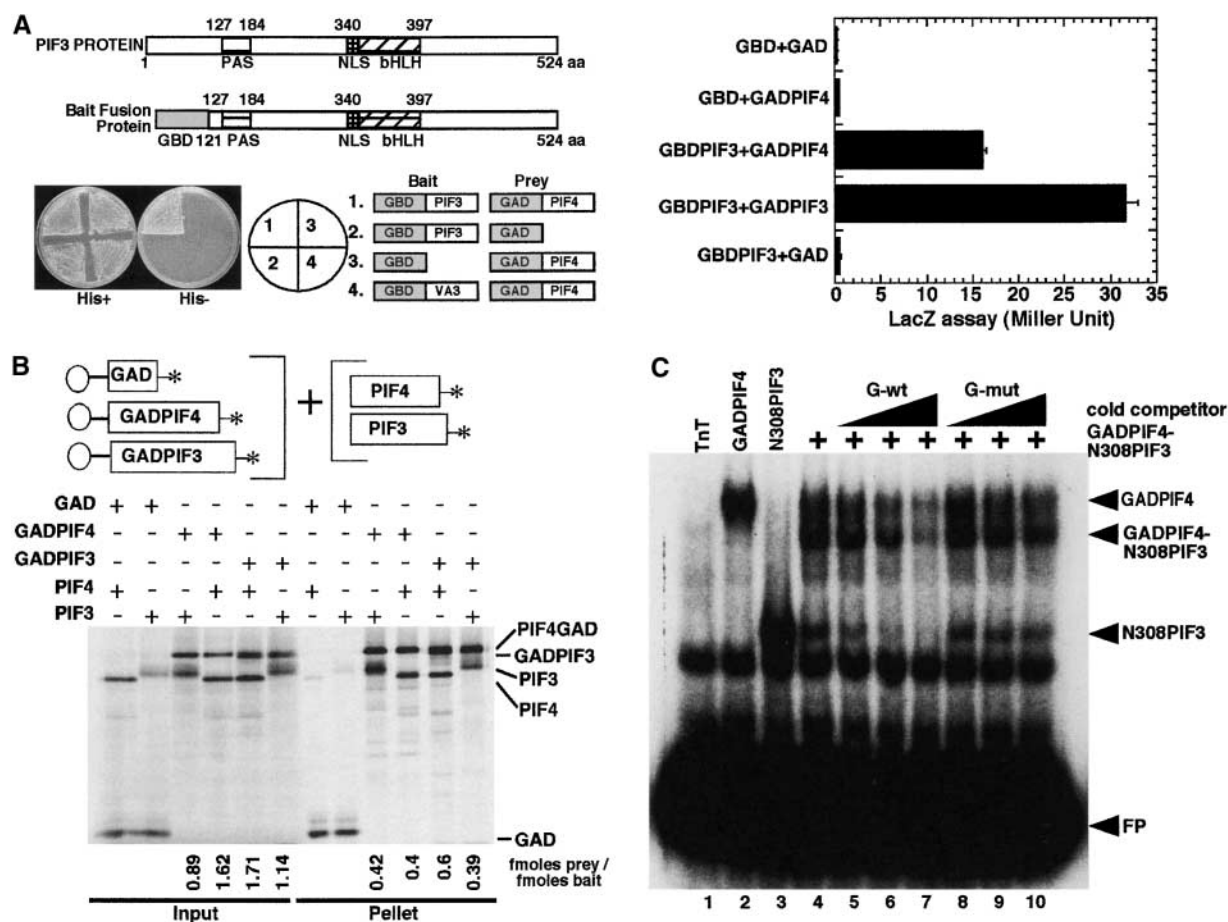 A
127 184 340 397
PIF3 PROTEIN
1 PAS NLS bHLH 524 aa
127 184 340 397
Bait Fusion
Protein
GBD 121 PAS NLS bHLH 524 aa
His+ His-
1 3
2 4
Bait Prey
1. GBD PIF3 GAD PIF4
2. GBD PIF3 GAD
3. GBD GAD PIF4
4. GBD VA3 GAD PIF4
GBD+GAD
GBD+GADPIF4
GBDPIF3+GADPIF4
GBDPIF3+GADPIF3
GBDPIF3+GAD
0 5 10 15 20 25 30 35
LacZ assay (Miller Unit)
B
GAD *
GADPIF4 *
GADPIF3 *
+
PIF4 *
PIF3 *
GAD + + - - - - + + - - - -
GADPIF4 - - + + - - - - + + - -
GADPIF3 - - - - + + - - - - + +
PIF4 + - - + + - + - - + + -
PIF3 - + + - - + - + + - - +
PIF4GAD
GADPIF3
PIF3
PIF4
GAD
0.89 1.62 1.71 1.14 0.42 0.4 0.6 0.39
fmoles prey /
fmoles bait
Input Pellet
C
TnT GADPIF4 N308PIF3
G-wt G-mut
cold competitor
+ + + + + + + GADPIF4-
N308PIF3
GADPIF4
GADPIF4-
N308PIF3
N308PIF3
FP
1 2 3 4 5 6 7 8 9 10